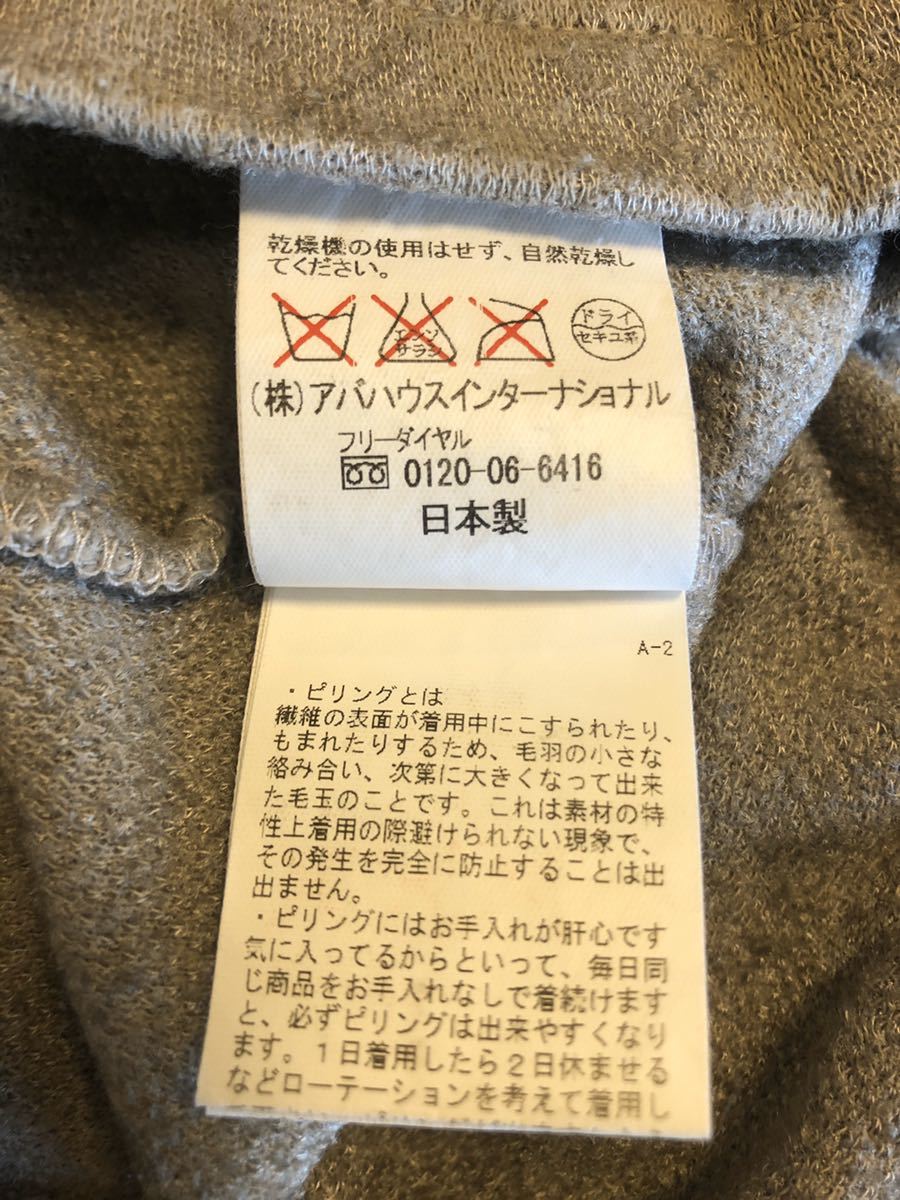 乾燥機の使用はせず、自然乾燥し
てください。
エンソ
サラシ
ドライ
セキユ系
(株)アバハウスインターナショナル
フリーダイヤル
0120-06-6416
日本製
A-2
・ピリングとは
繊維の表面が着用中にこすられたり、
もまれたりするため、毛羽の小さな
絡み合い、次第に大きくなって出来
た毛玉のことです。これは素材の特
性上着用の際避けられない現象で、
その発生を完全に防止することは出
出ません。
・ピリングにはお手入れが肝心です
気に入ってるからといって、毎日同
じ商品をお手入れなしで着続けます
と、必ずピリングは出来やすくなり
ます。1日着用したら2日休ませる
などローテーションを考えて着用し